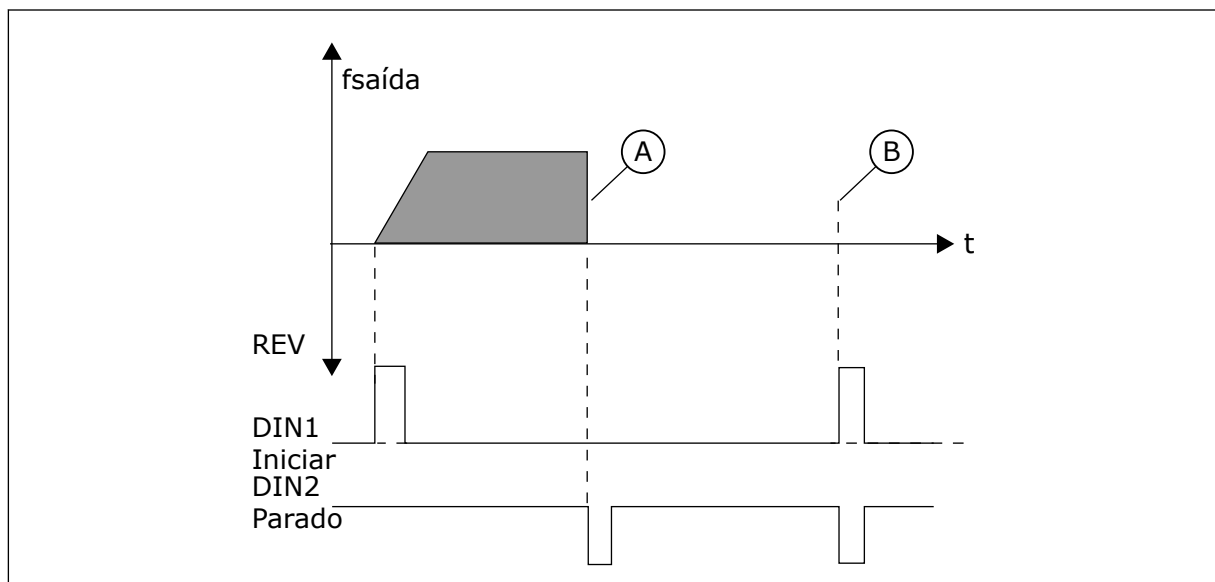 fsaída
A
B
t
REV
DIN1
Iniciar
DIN2
Parado